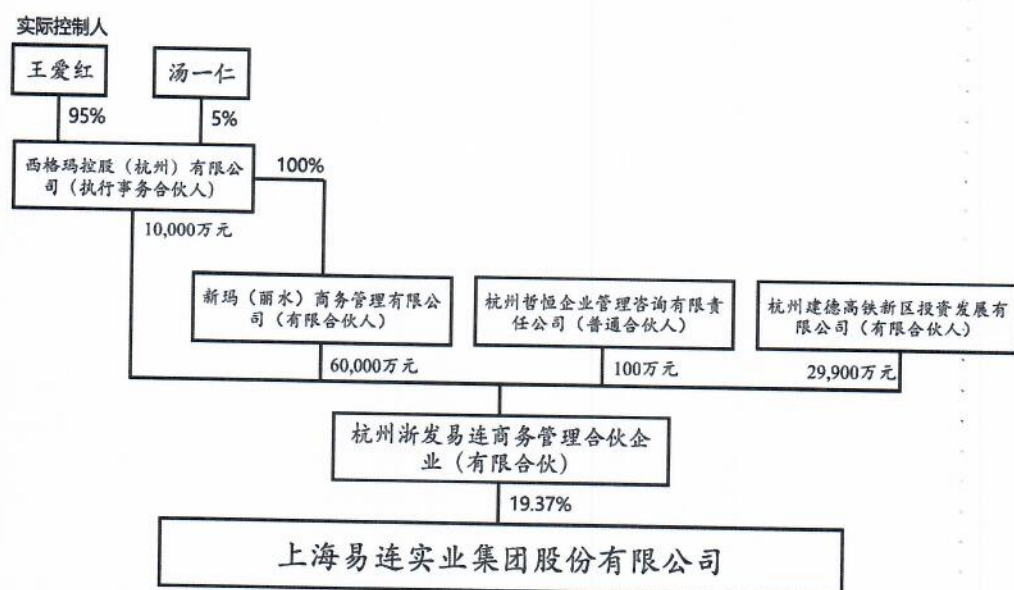 实际控制人
王爱红
汤一仁
95%
5%
西格玛控股（杭州）有限公
司（执行事务合伙人）
100%
10,000万元
新玛（丽水）商务管理有限公
司（有限合伙人）
杭州哲恒企业管理咨询有限责
任公司（普通合伙人）
杭州建德高铁新区投资发展有
限公司（有限合伙人）
60,000万元
100万元
29,900万元
杭州浙发易连商务管理合伙企
业（有限合伙）
19.37%
上海易连实业集团股份有限公司